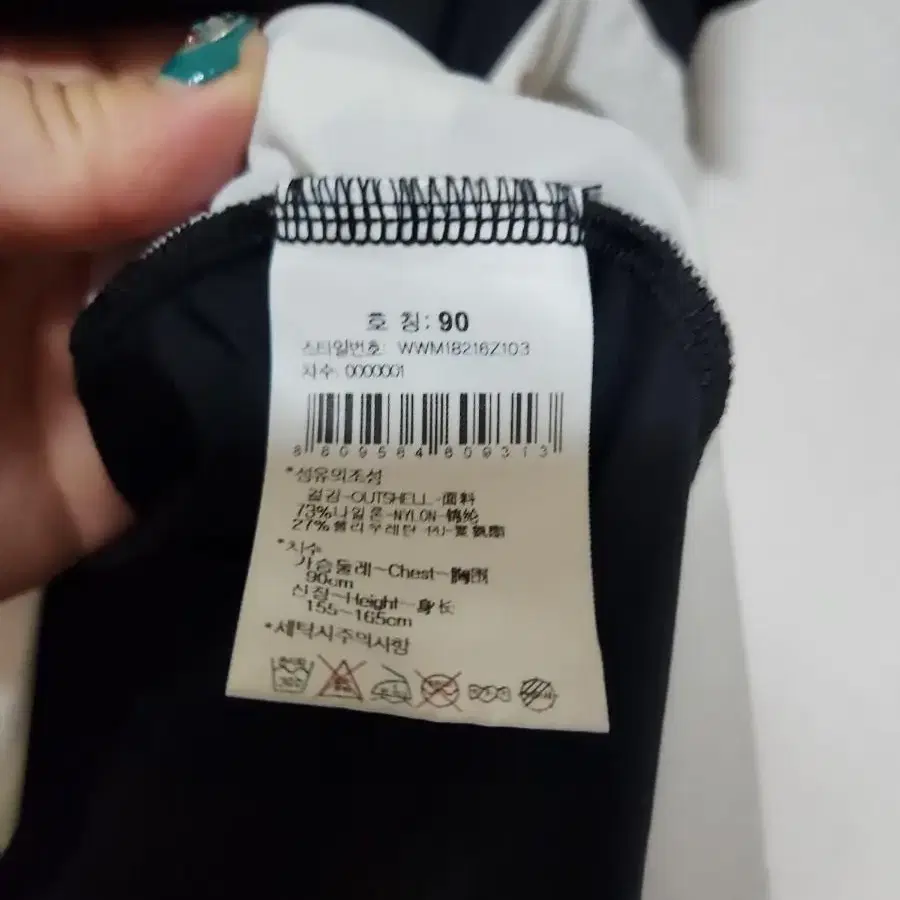 호 칭: 90
스타일번호: WWM18216Z103
차수: 0000001
8809584809313
*섬유의조성
겉감-OUTSHELL-面料
73%나일론-NYLON-锦纶
27%폴리우레탄-PU-聚氨酯
*치수
가슴둘레-Chest-胸围
90cm
신장-Height-身长
155-165cm
*세탁시주의사항